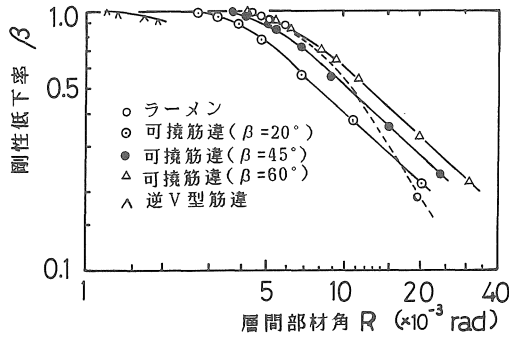 剛性低下率 β
1.0
0.5
0.1
ラーメン
可撓筋違(β=20°)
可撓筋違(β=45°)
可撓筋違(β=60°)
逆V型筋違
1 5 10 20 40
層間部材角 R (×10⁻³ rad)